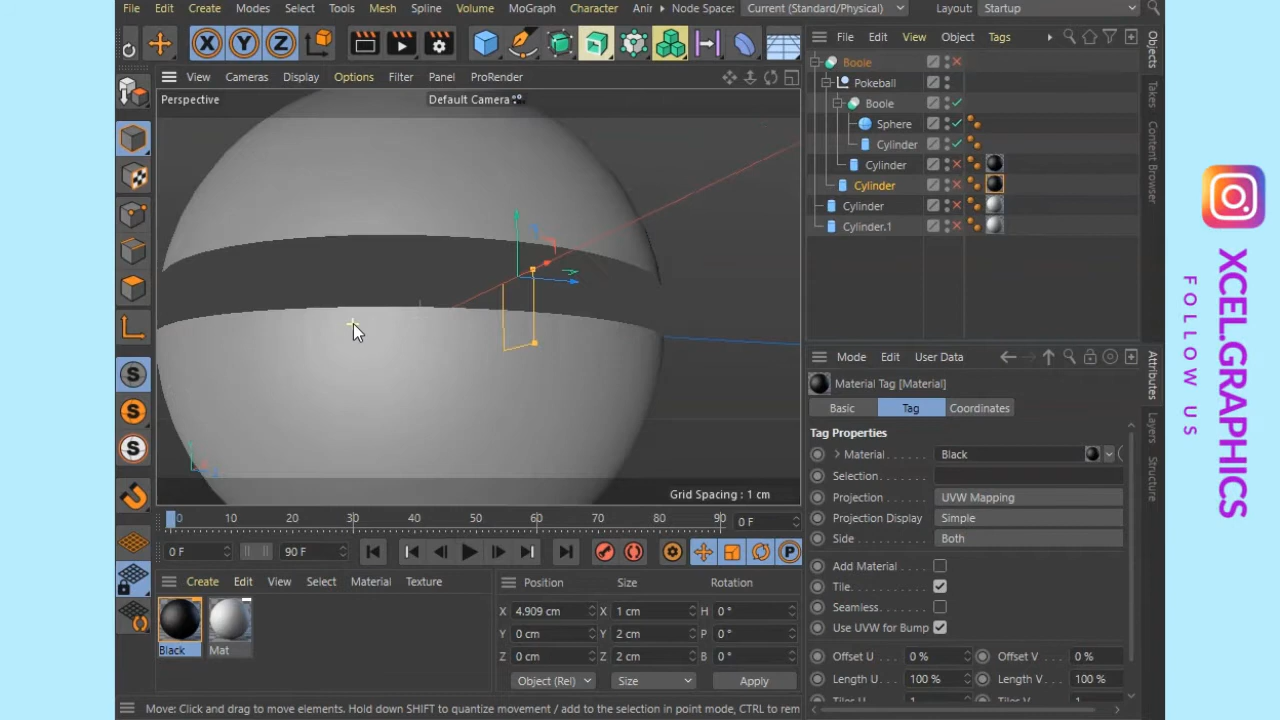 File Edit Create Modes Select Tools Mesh Spline Volume MoGraph Character Anir Node Space: Current (Standard/Physical) Layout: Startup
X Y Z
File Edit View Object Tags
View Cameras Display Options Filter Panel ProRender
Perspective
Default Camera
Boole
Pokeball
Boole
Sphere
Cylinder
Cylinder
Cylinder
Cylinder
Cylinder.1
Objects
Takes
Content Browser
S
S
S
Grid Spacing : 1 cm
0 10 20 30 40 50 60 70 80 90 0 F
0 F 90 F P
Create Edit View Select Material Texture
Black Mat
Position Size Rotation
X 4.909 cm X 1 cm H 0 °
Y 0 cm Y 2 cm P 0 °
Z 0 cm Z 2 cm B 0 °
Object (Rel) Size Apply
Mode Edit User Data
Material Tag [Material]
Basic Tag Coordinates
Tag Properties
Material Black
Selection
Projection UVW Mapping
Projection Display Simple
Side Both
Add Material
Tile
Seamless
Use UVW for Bump
Offset U 0 % Offset V 0 %
Length U 100 % Length V 100 %
Attributes
Layers
Structure
Move: Click and drag to move elements. Hold down SHIFT to quantize movement / add to the selection in point mode, CTRL to rem
XCEL.GRAPHICS
FOLLOW US